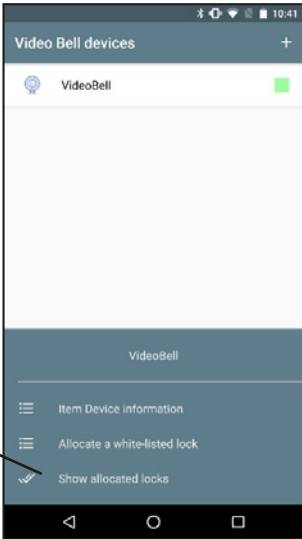 10:41
Video Bell devices +
VideoBell
VideoBell
Item Device information
Allocate a white-listed lock
Show allocated locks